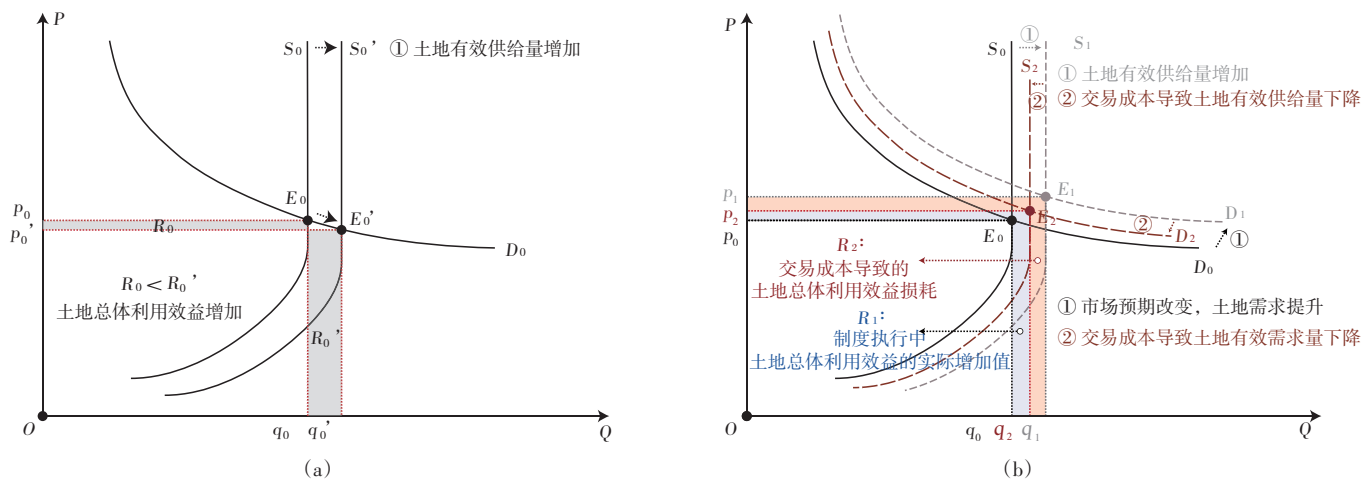 P
S₀
S₀'
① 土地有效供给量增加
E₀
E₀'
P₀
P₀'
R₀
D₀
R₀<R₀'
土地总体利用效益增加
R₀'
O
q₀
q₀'
Q
(a)
P
S₀
①
S₁
S₂
① 土地有效供给量增加
②
② 交易成本导致土地有效供给量下降
P₁
P₂
P₀
E₁
E₂
E₀
D₁
②
D₂
①
D₀
R₂:
交易成本导致的
土地总体利用效益损耗
R₁:
制度执行中
土地总体利用效益的实际增加值
① 市场预期改变，土地需求提升
② 交易成本导致土地有效需求量下降
O
q₀
q₂
q₁
Q
(b)